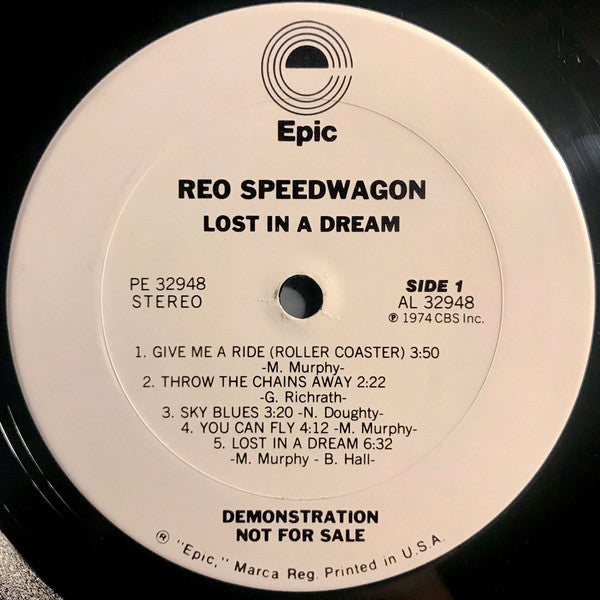 Epic
REO SPEEDWAGON
LOST IN A DREAM
PE 32948
STEREO
SIDE 1
AL 32948
℗ 1974 CBS Inc.
1. GIVE ME A RIDE (ROLLER COASTER) 3:50
-M. Murphy-
2. THROW THE CHAINS AWAY 2:22
-G. Richrath-
3. SKY BLUES 3:20 -N. Doughty-
4. YOU CAN FLY 4:12 -M. Murphy-
5. LOST IN A DREAM 6:32
-M. Murphy - B. Hall-
DEMONSTRATION
NOT FOR SALE
® "Epic," Marca Reg. Printed in U.S.A.